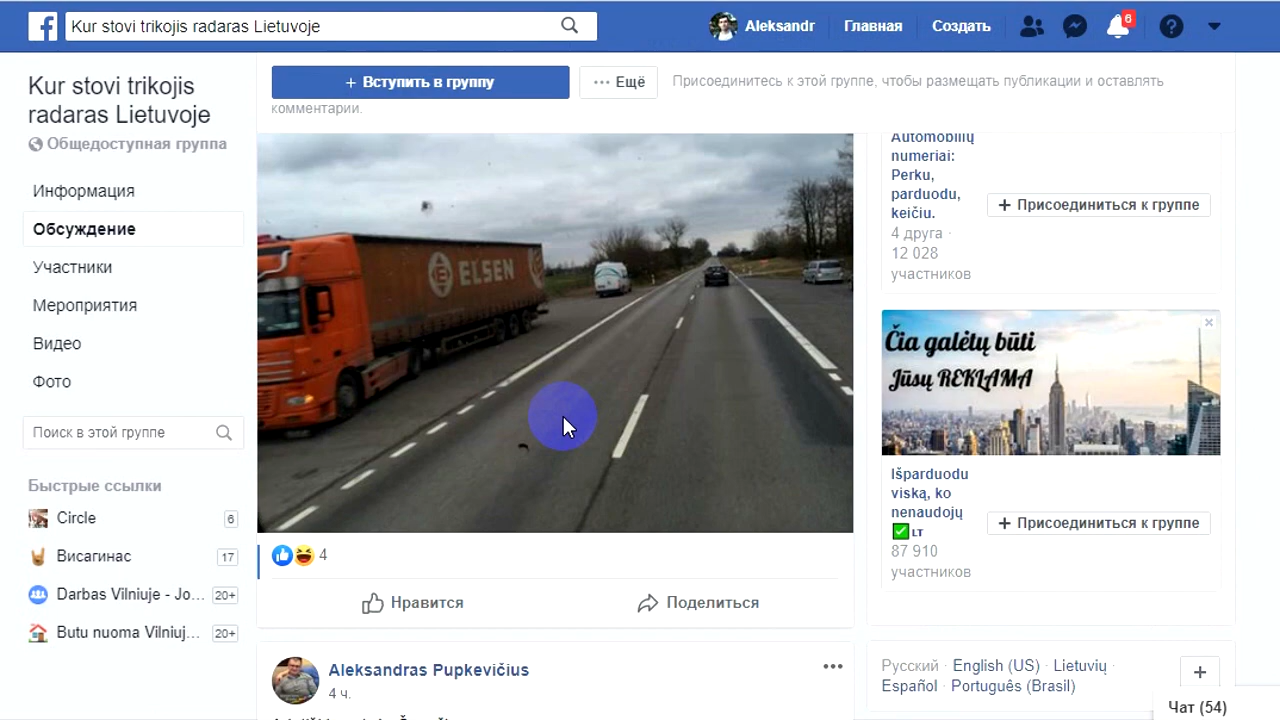 Kur stovi trikojis radaras Lietuvoje
Aleksandr
Главная
Создать
6
Kur stovi trikojis
radaras Lietuvoje
Общедоступная группа
Информация
Обсуждение
Участники
Мероприятия
Видео
Фото
Поиск в этой группе
Быстрые ссылки
Circle 6
Висагинас 17
Darbas Vilniuje - Jo... 20+
Butu nuoma Vilniuj... 20+
+ Вступить в группу
... Ещё
Присоединитесь к этой группе, чтобы размещать публикации и оставлять
комментарии.
ELSEN
4
Нравится
Поделиться
Aleksandras Pupkevičius
4 ч.
Automobilių
numeriai:
Perku,
parduodu,
keičiu.
4 друга ·
12 028
участников
+ Присоединиться к группе
Čia galėtų būti
Jūsų REKLAMA
Išparduodu
viską, ko
nenaudojų
✅ LT
87 910
участников
+ Присоединиться к группе
Русский · English (US) · Lietuvių ·
Español · Português (Brasil)
+
Чат (54)